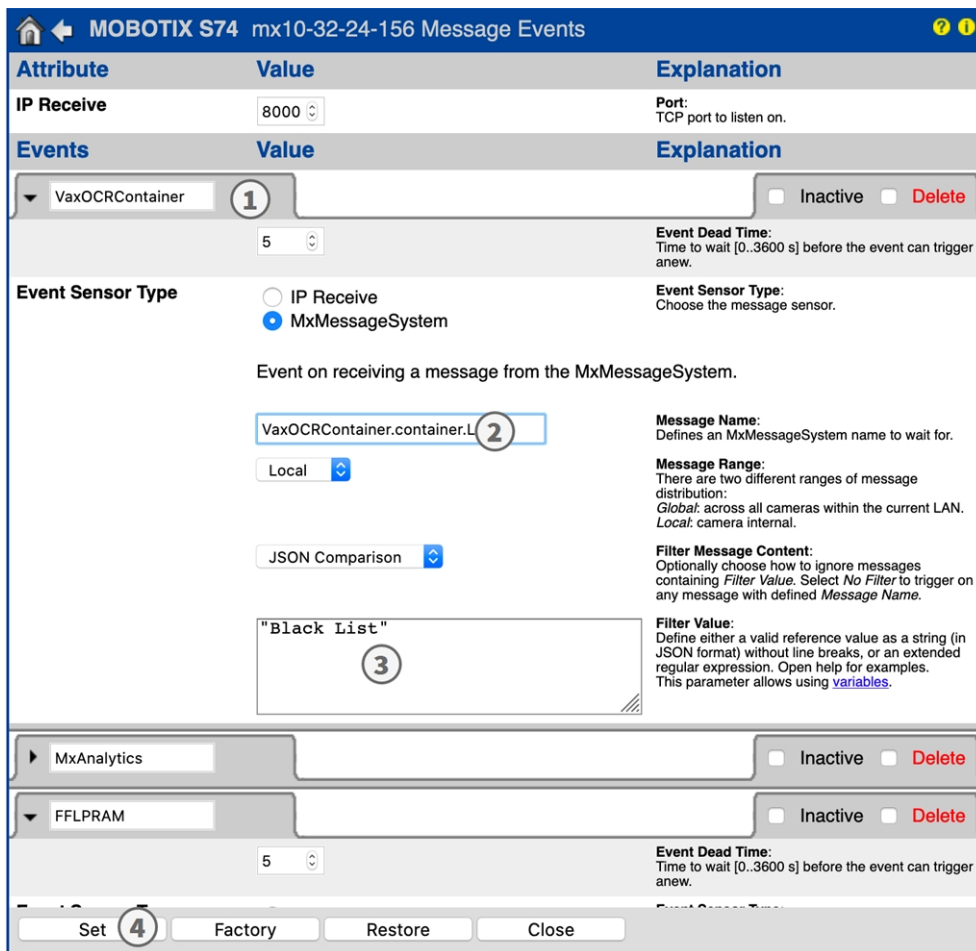 MOBOTIX S74 mx10-32-24-156 Message Events ? i
Attribute Value Explanation
IP Receive 8000 Port:
TCP port to listen on.
Events Value Explanation
VaxOCRContainer 1 Inactive Delete
5 Event Dead Time:
Time to wait [0..3600 s] before the event can trigger
anew.
Event Sensor Type IP Receive Event Sensor Type:
Choose the message sensor.
MxMessageSystem
Event on receiving a message from the MxMessageSystem.
VaxOCRContainer.container.L 2 Message Name:
Defines an MxMessageSystem name to wait for.
Local Message Range:
There are two different ranges of message
distribution:
Global: across all cameras within the current LAN.
Local: camera internal.
JSON Comparison Filter Message Content:
Optionally choose how to ignore messages
containing Filter Value. Select No Filter to trigger on
any message with defined Message Name.
"Black List" Filter Value:
3 Define either a valid reference value as a string (in
JSON format) without line breaks, or an extended
regular expression. Open help for examples.
This parameter allows using variables.
MxAnalytics Inactive Delete
FFLPRAM Inactive Delete
5 Event Dead Time:
Time to wait [0..3600 s] before the event can trigger
anew.
Set 4 Factory Restore Close